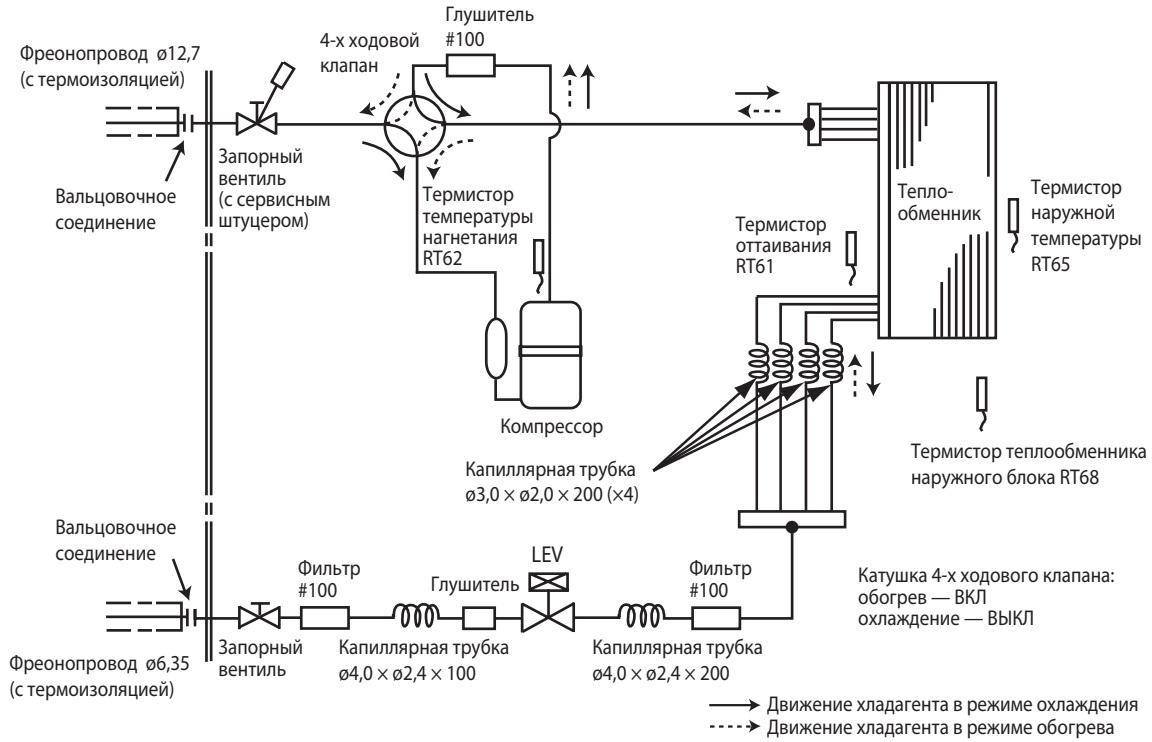 Фреонопровод ø12,7
(с термоизоляцией)
4-х ходовой
клапан
Глушитель
#100
Вальцовочное
соединение
Запорный
вентиль
(с сервисным
штуцером)
Термистор
температуры
нагнетания
RT62
Компрессор
Термистор
оттаивания
RT61
Тепло-
обменник
Термистор
наружной
температуры
RT65
Капиллярная трубка
ø3,0 × ø2,0 × 200 (×4)
Термистор теплообменника
наружного блока RT68
Вальцовочное
соединение
Фреонопровод ø6,35
(с термоизоляцией)
Запорный
вентиль
Фильтр
#100
Капиллярная трубка
ø4,0 × ø2,4 × 100
Глушитель
LEV
Капиллярная трубка
ø4,0 × ø2,4 × 200
Фильтр
#100
Катушка 4-х ходового клапана:
обогрев — ВКЛ
охлаждение — ВЫКЛ
Движение хладагента в режиме охлаждения
Движение хладагента в режиме обогрева